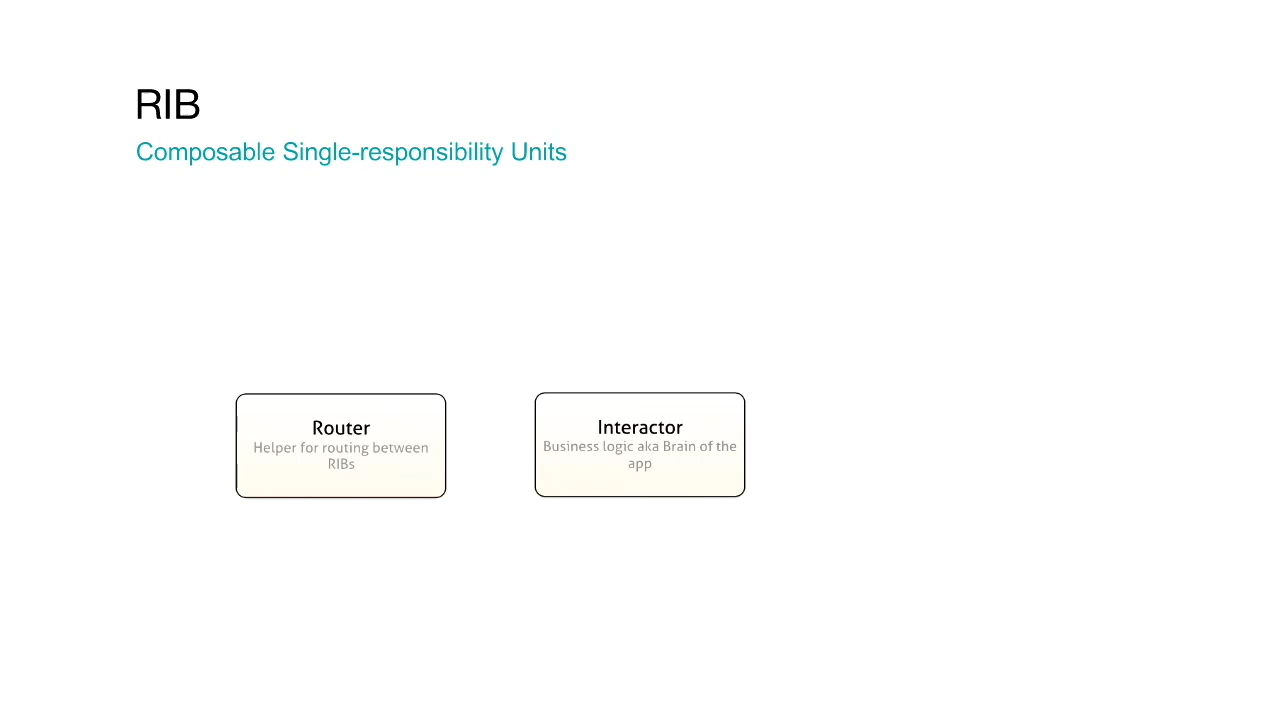 RIB
Composable Single-responsibility Units
Router
Helper for routing between
RIBs
Interactor
Business logic aka Brain of the
app